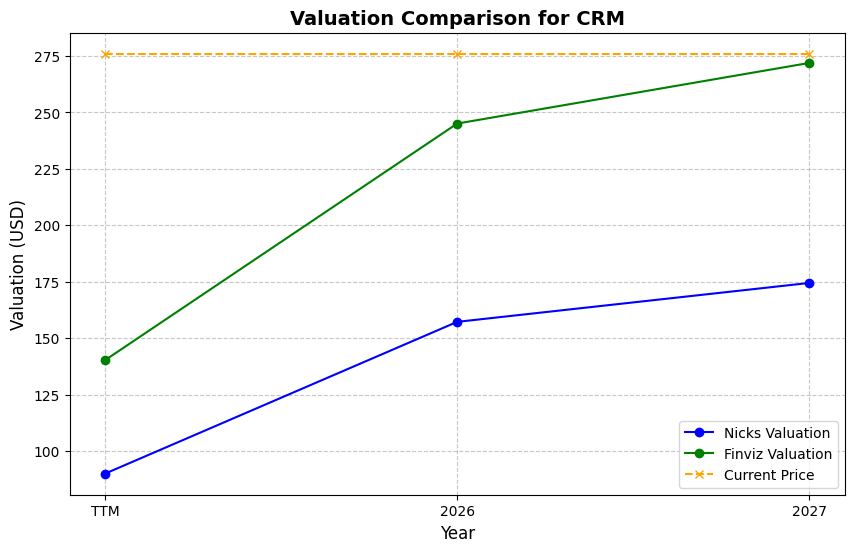 Valuation Comparison for CRM
Valuation (USD)
275
250
225
200
175
150
125
100
TTM
2026
2027
Year
Nicks Valuation
Finviz Valuation
Current Price